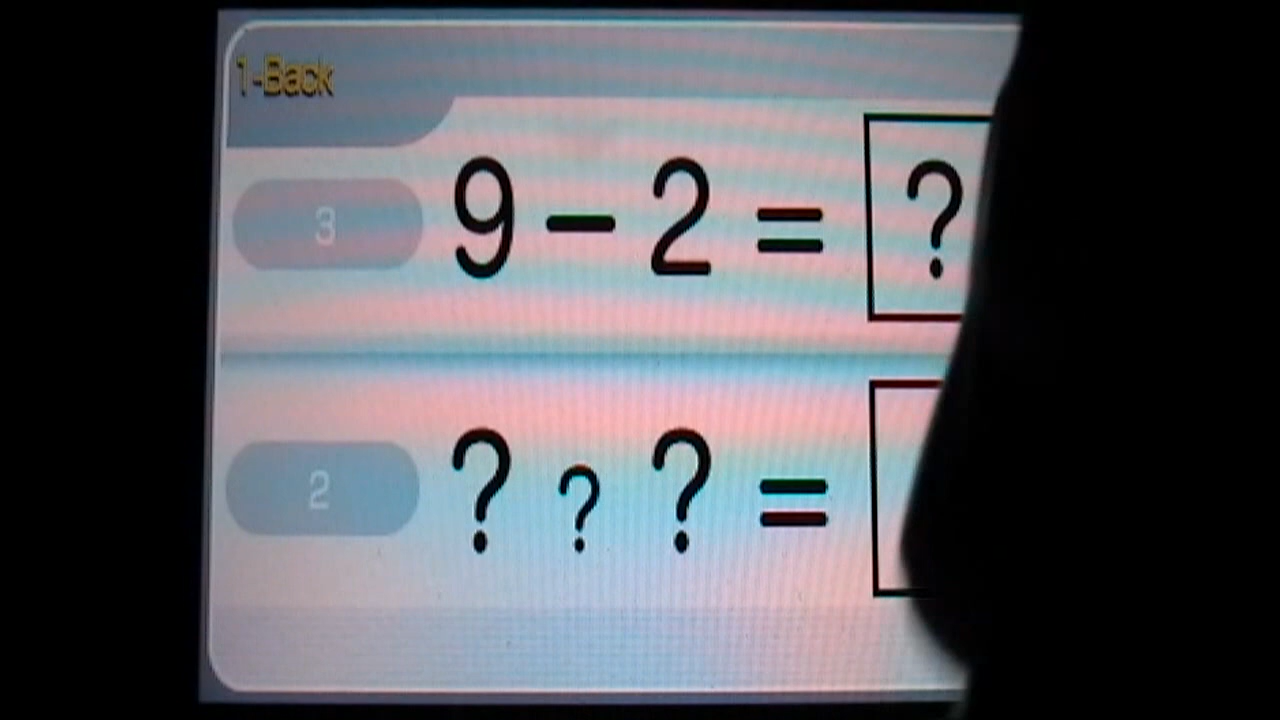 1-Back
3 9 - 2 = ?
2 ? ? ? =